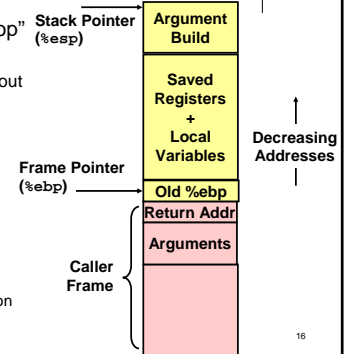 op"
out
on
Stack Pointer
(%esp)
Argument
Build
Saved
Registers
+
Local
Variables
Decreasing
Addresses
Frame Pointer
(%ebp)
Old %ebp
Return Addr
Arguments
Caller
Frame
16